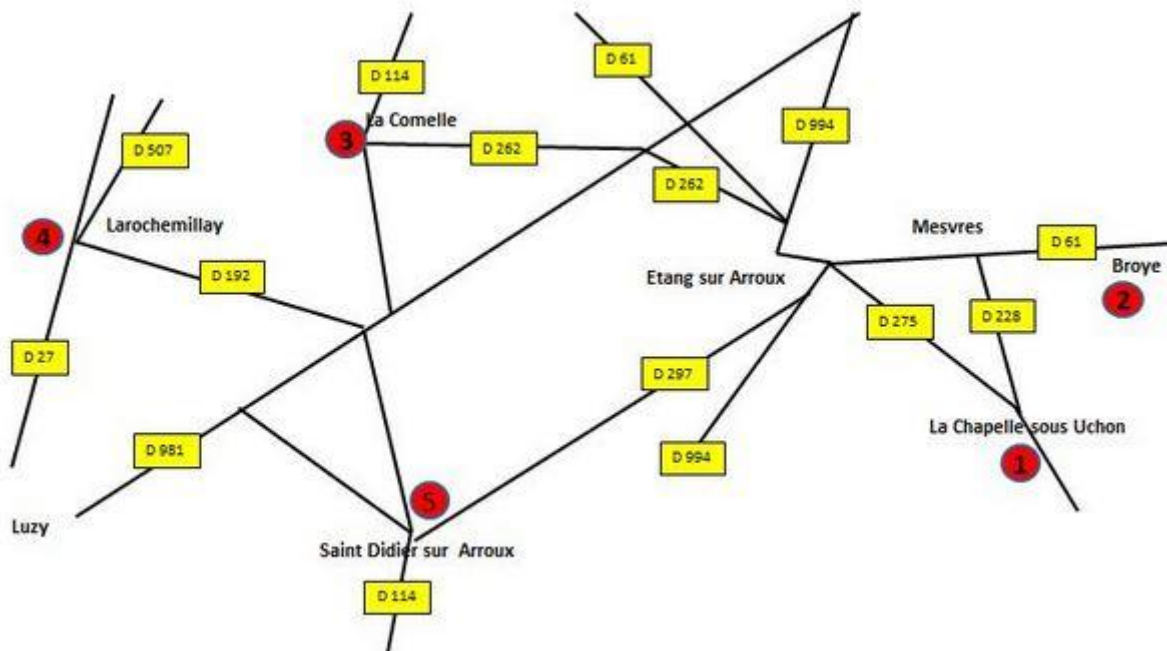 D 61
D 114
La Comelle
D 994
3
D 507
D 262
D 262
4
Larochemillay
Mesvres
D 61
D 192
Etang sur Arroux
Broye
2
D 275
D 228
D 27
D 297
La Chapelle sous Uchon
D 981
D 994
1
5
Luzy
Saint Didier sur Arroux
D 114